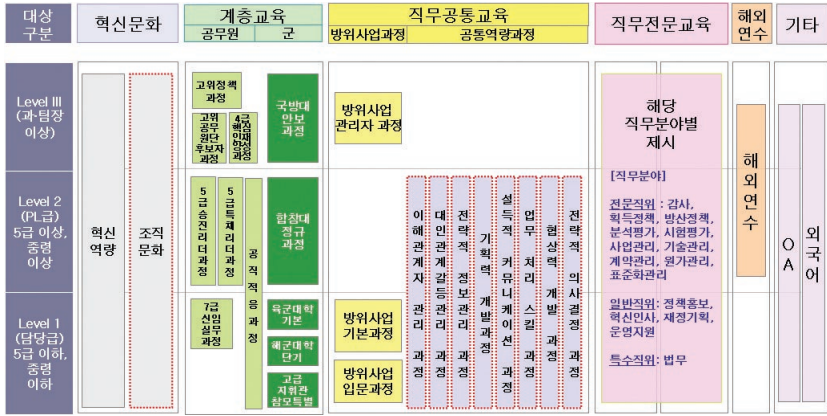 대상
구분
혁신문화
계층교육
공무원
군
직무공통교육
방위사업과정
공통역량과정
직무전문교육
해외
연수
기타
Level III
(과·팀장
이상)
Level 2
(PL급)
5급 이상,
중령
이상
Level 1
(담당급)
5급 이하,
중령
이하
혁신
역량
조직
문화
고위정책
과정
고위
공무
원단
후보자
과정
4급
핵심
인재
양성
과정
국방대
안보
과정
5급승진리더과정
5급특채리더과정
공직적응과정
합참대
정규
과정
7급
신임
실무
과정
육군대학
기본
해군대학
단기
고급
지휘관
참모특별
방위사업
관리자 과정
방위사업
기본과정
방위사업
입문과정
이해관계자 관리 과정
대인관계갈등관리 과정
전략적 정보관리 과정
기획력 개발과정
설득적 커뮤니케이션 과정
업무 처리 스킬 과정
협상력 개발 과정
전략적 의사결정 과정
해당
직무분야별
제시
[직무분야]
전문직위 : 감사,
획득정책, 방산정책,
분석평가, 시험평가,
사업관리, 기술관리,
계약관리, 원가관리,
표준화관리
일반직위: 정책홍보,
혁신인사, 재정기획,
운영지원
특수직위: 법무
해외연수
OA
외국어